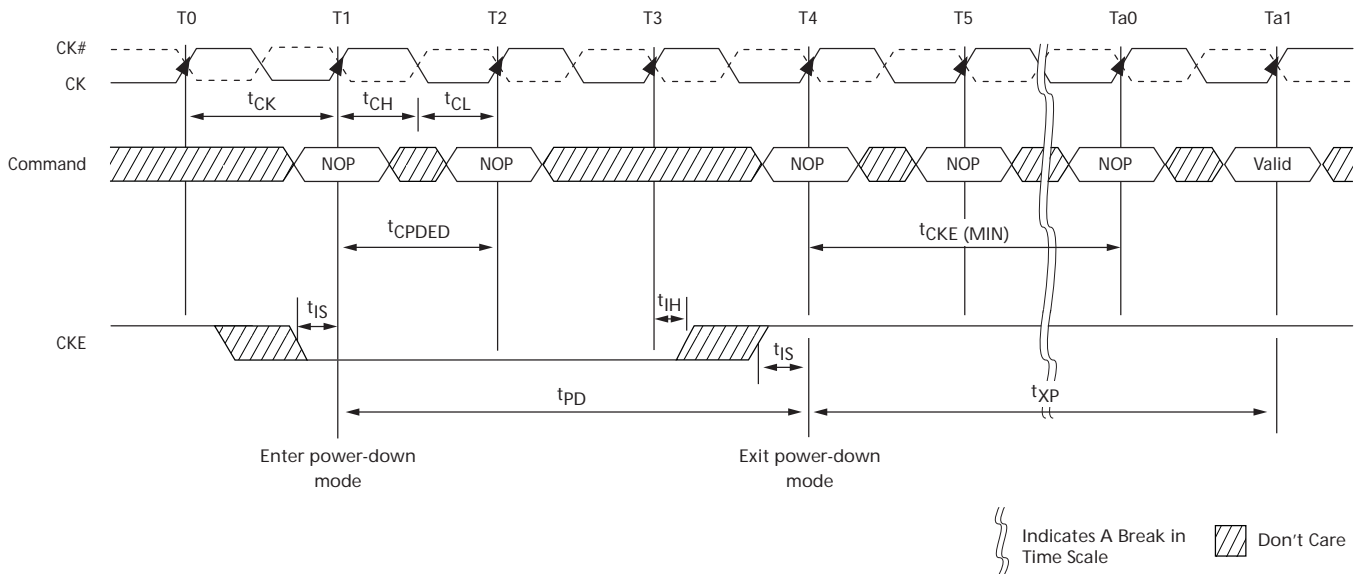 T0 T1 T2 T3 T4 T5 Ta0 Ta1
CK#
CK
tCK tCH tCL
Command NOP NOP NOP NOP NOP Valid
tCPDED tCKE (MIN)
tIS tIH
CKE
tIS
tPD tXP
Enter power-down mode
Exit power-down mode
Indicates A Break in Time Scale
Don't Care